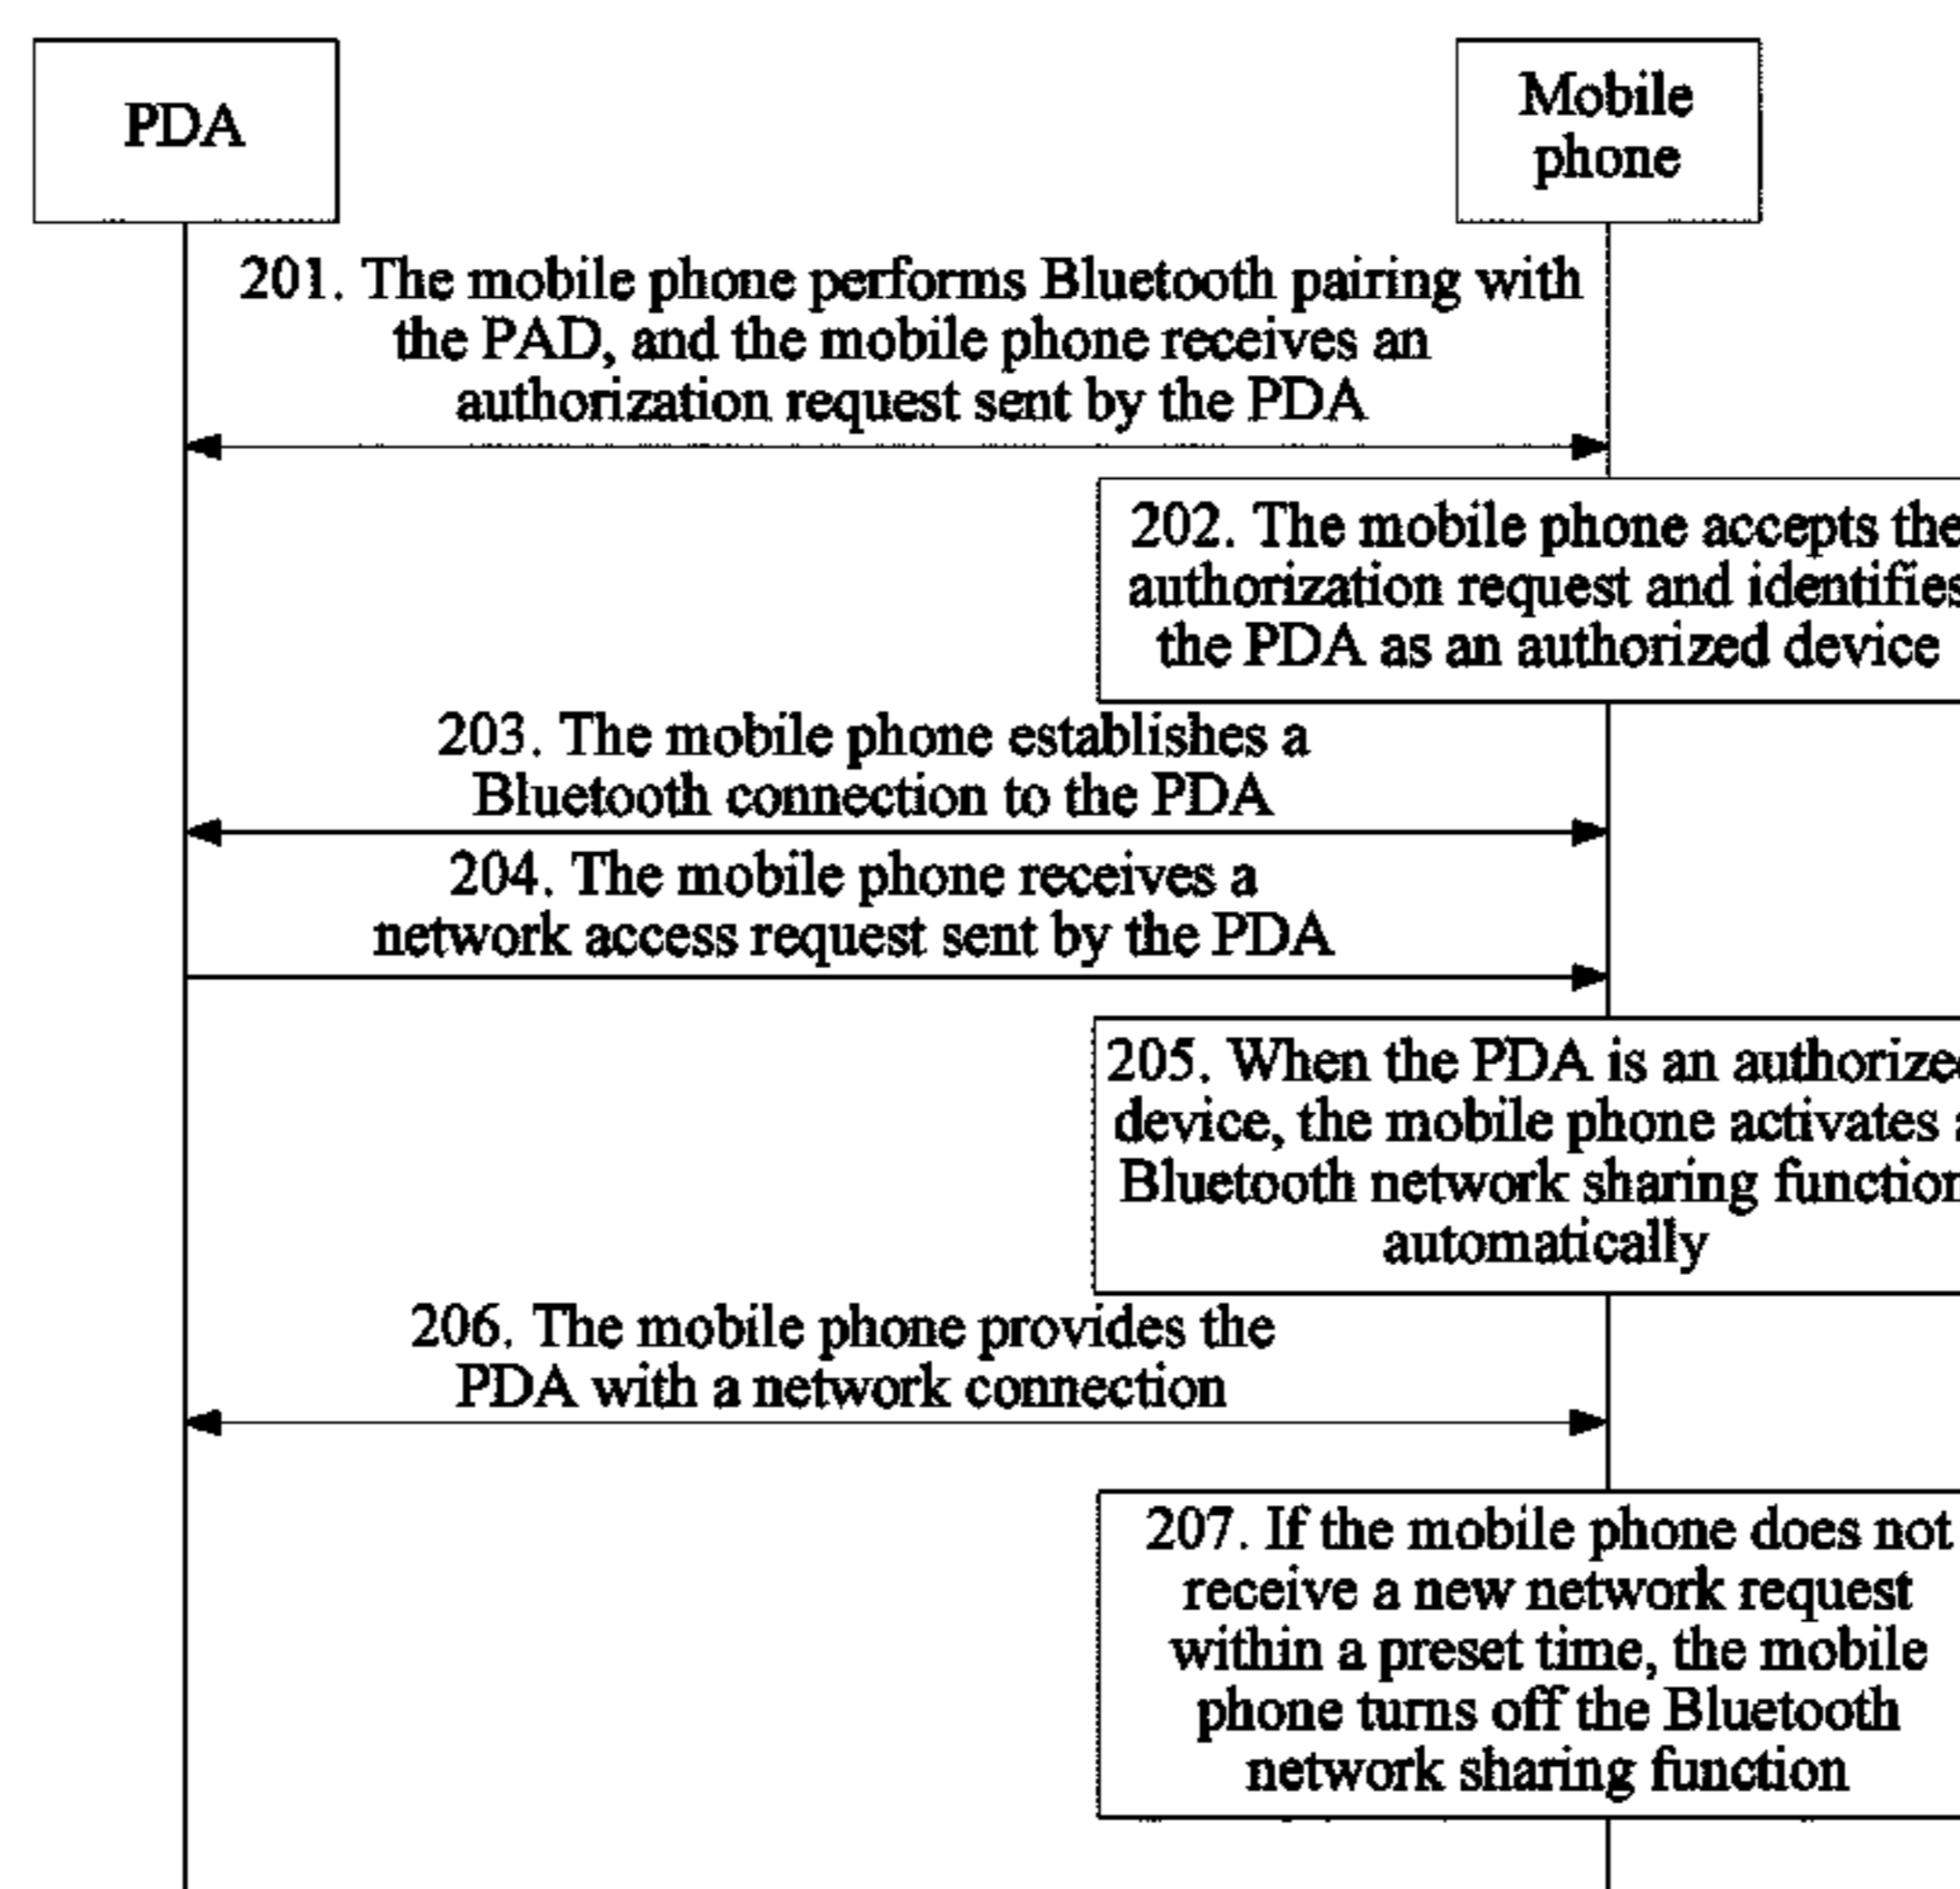 PDA
Mobile
phone
201. The mobile phone performs Bluetooth pairing with
the PAD, and the mobile phone receives an
authorization request sent by the PDA
202. The mobile phone accepts the
authorization request and identifies
the PDA as an authorized device
203. The mobile phone establishes a
Bluetooth connection to the PDA
204. The mobile phone receives a
network access request sent by the PDA
205. When the PDA is an authorized
device, the mobile phone activates a
Bluetooth network sharing function
automatically
206. The mobile phone provides the
PDA with a network connection
207. If the mobile phone does not
receive a new network request
within a preset time, the mobile
phone turns off the Bluetooth
network sharing function